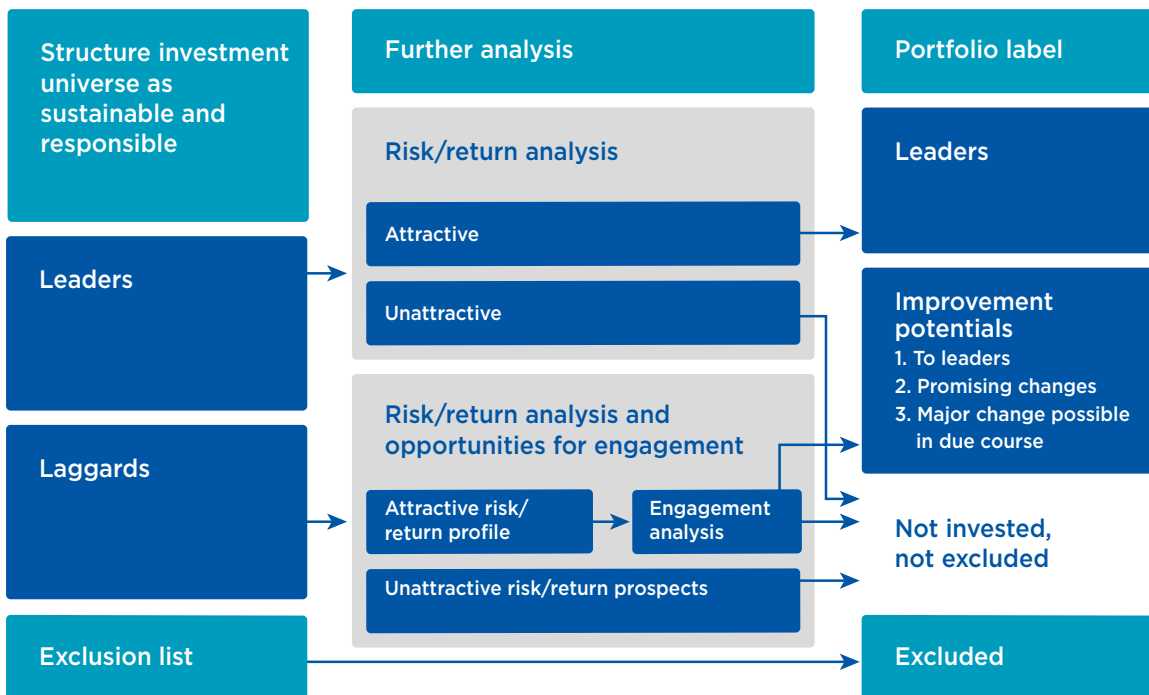 Structure investment
universe as
sustainable and
responsible
Leaders
Laggards
Exclusion list
Further analysis
Risk/return analysis
Attractive
Unattractive
Risk/return analysis and
opportunities for engagement
Attractive risk/
return profile
Engagement
analysis
Unattractive risk/return prospects
Portfolio label
Leaders
Improvement
potentials
1. To leaders
2. Promising changes
3. Major change possible
in due course
Not invested,
not excluded
Excluded